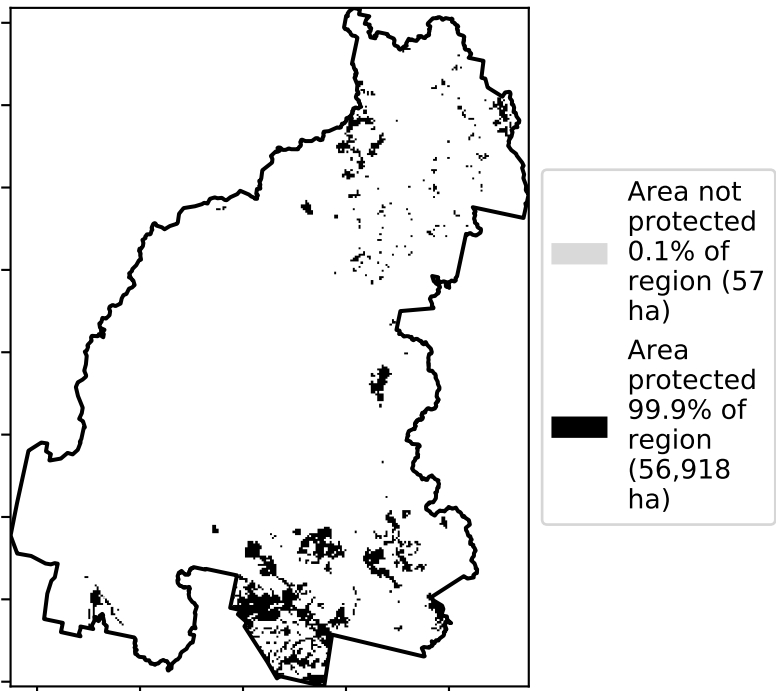 Area not
protected
0.1% of
region (57
ha)
Area
protected
99.9% of
region
(56,918
ha)